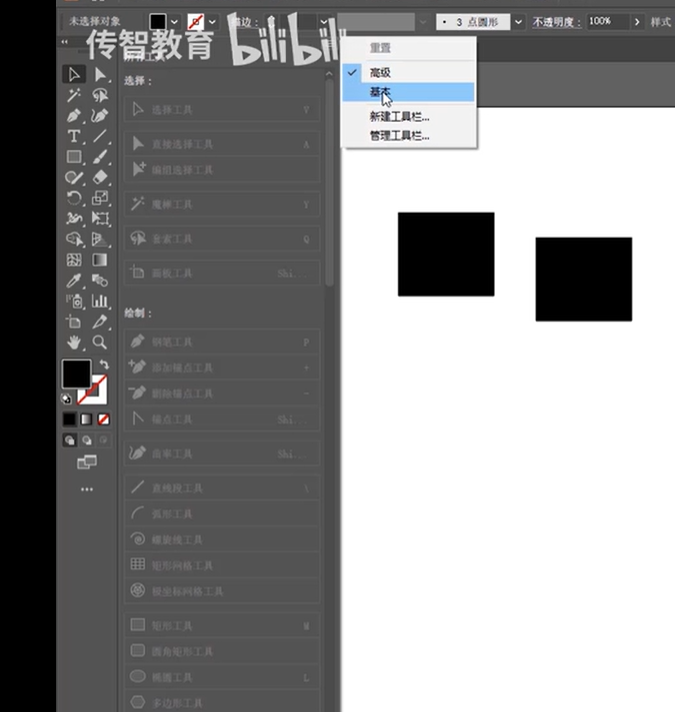 未选择对象
描边：
3 点圆形
不透明度： 100%
样式
传智教育 bilibili
所有工具
重置
高级
基本
新建工具栏...
管理工具栏...
选择：
选择工具 V
直接选择工具 A
编组选择工具
魔棒工具 Y
套索工具 Q
画板工具 Shi...
绘制：
钢笔工具 P
添加锚点工具 +
删除锚点工具 -
锚点工具 Shi...
曲率工具 Shi...
直线段工具 \
弧形工具
螺旋线工具
矩形网格工具
极坐标网格工具
矩形工具 M
圆角矩形工具
椭圆工具 L
多边形工具